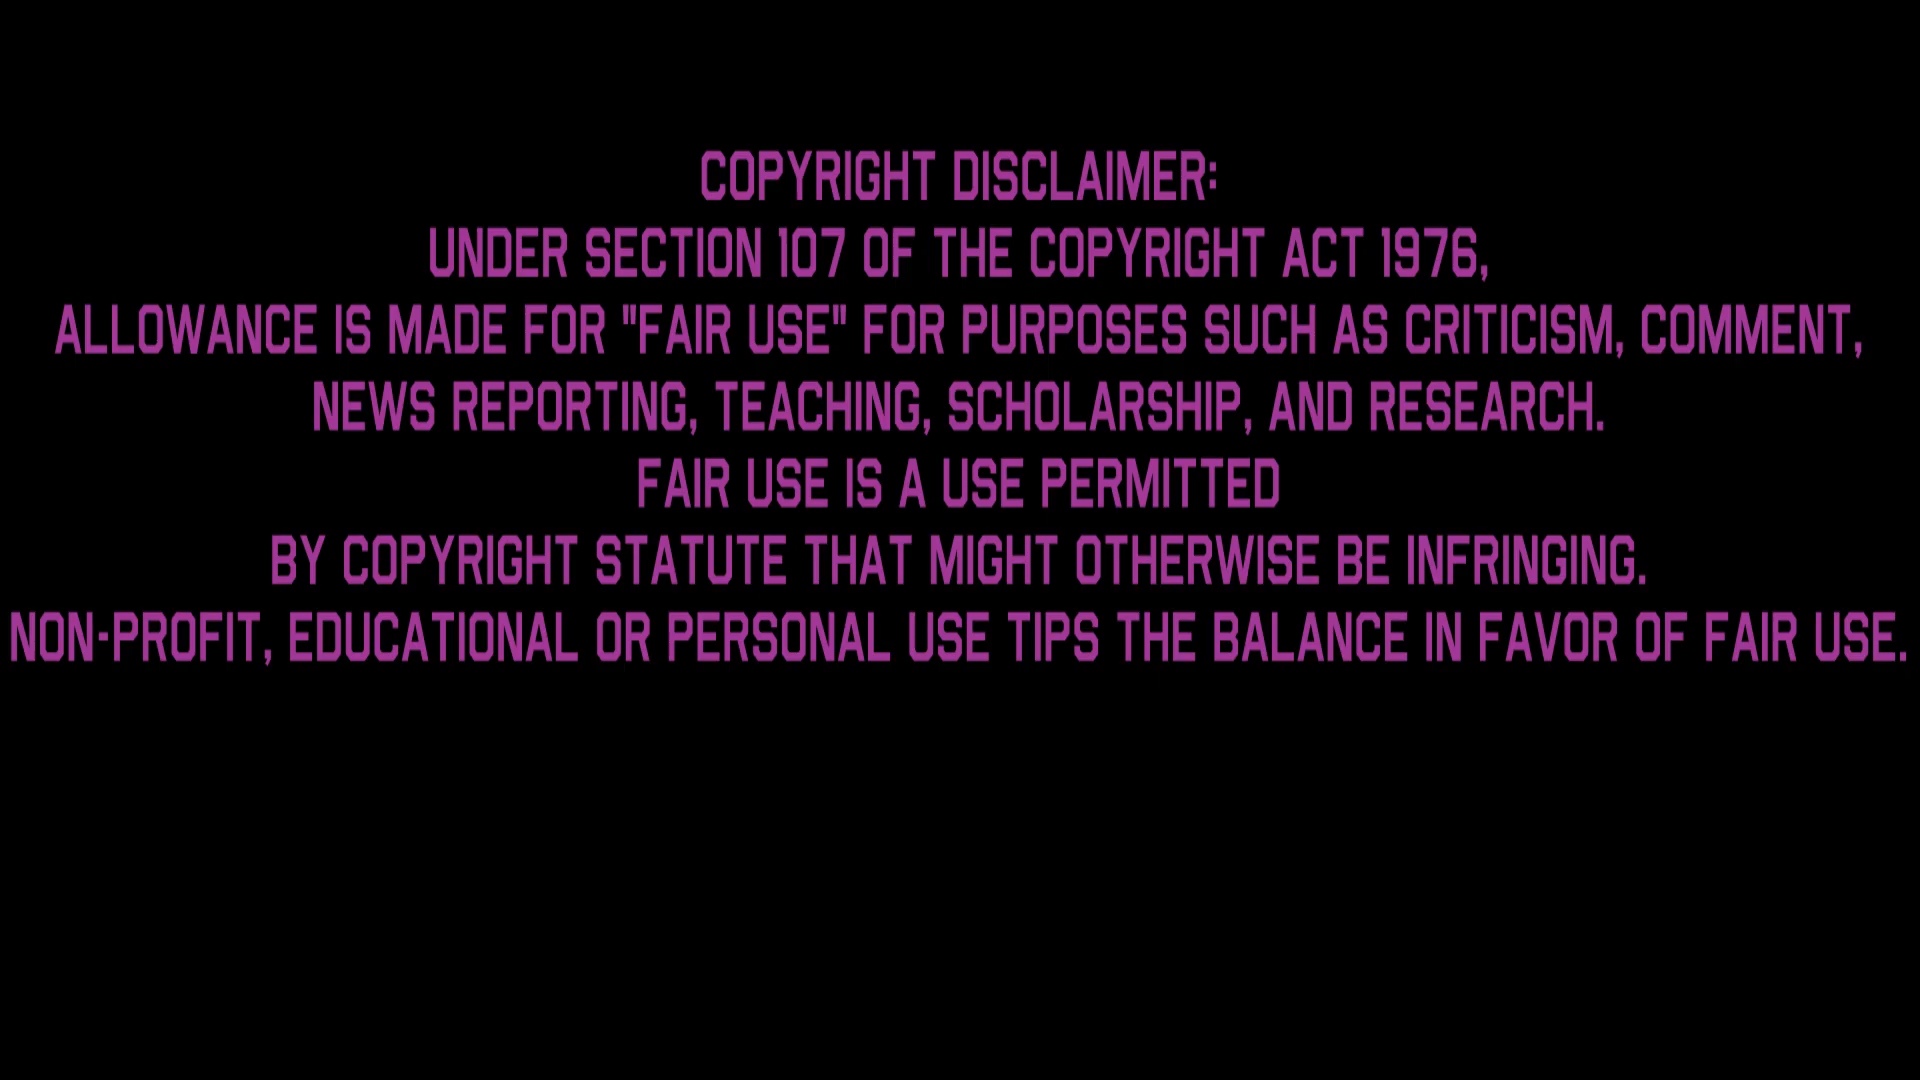 COPYRIGHT DISCLAIMER:
UNDER SECTION 107 OF THE COPYRIGHT ACT 1976,
ALLOWANCE IS MADE FOR "FAIR USE" FOR PURPOSES SUCH AS CRITICISM, COMMENT,
NEWS REPORTING, TEACHING, SCHOLARSHIP, AND RESEARCH.
FAIR USE IS A USE PERMITTED
BY COPYRIGHT STATUTE THAT MIGHT OTHERWISE BE INFRINGING.
NON-PROFIT, EDUCATIONAL OR PERSONAL USE TIPS THE BALANCE IN FAVOR OF FAIR USE.